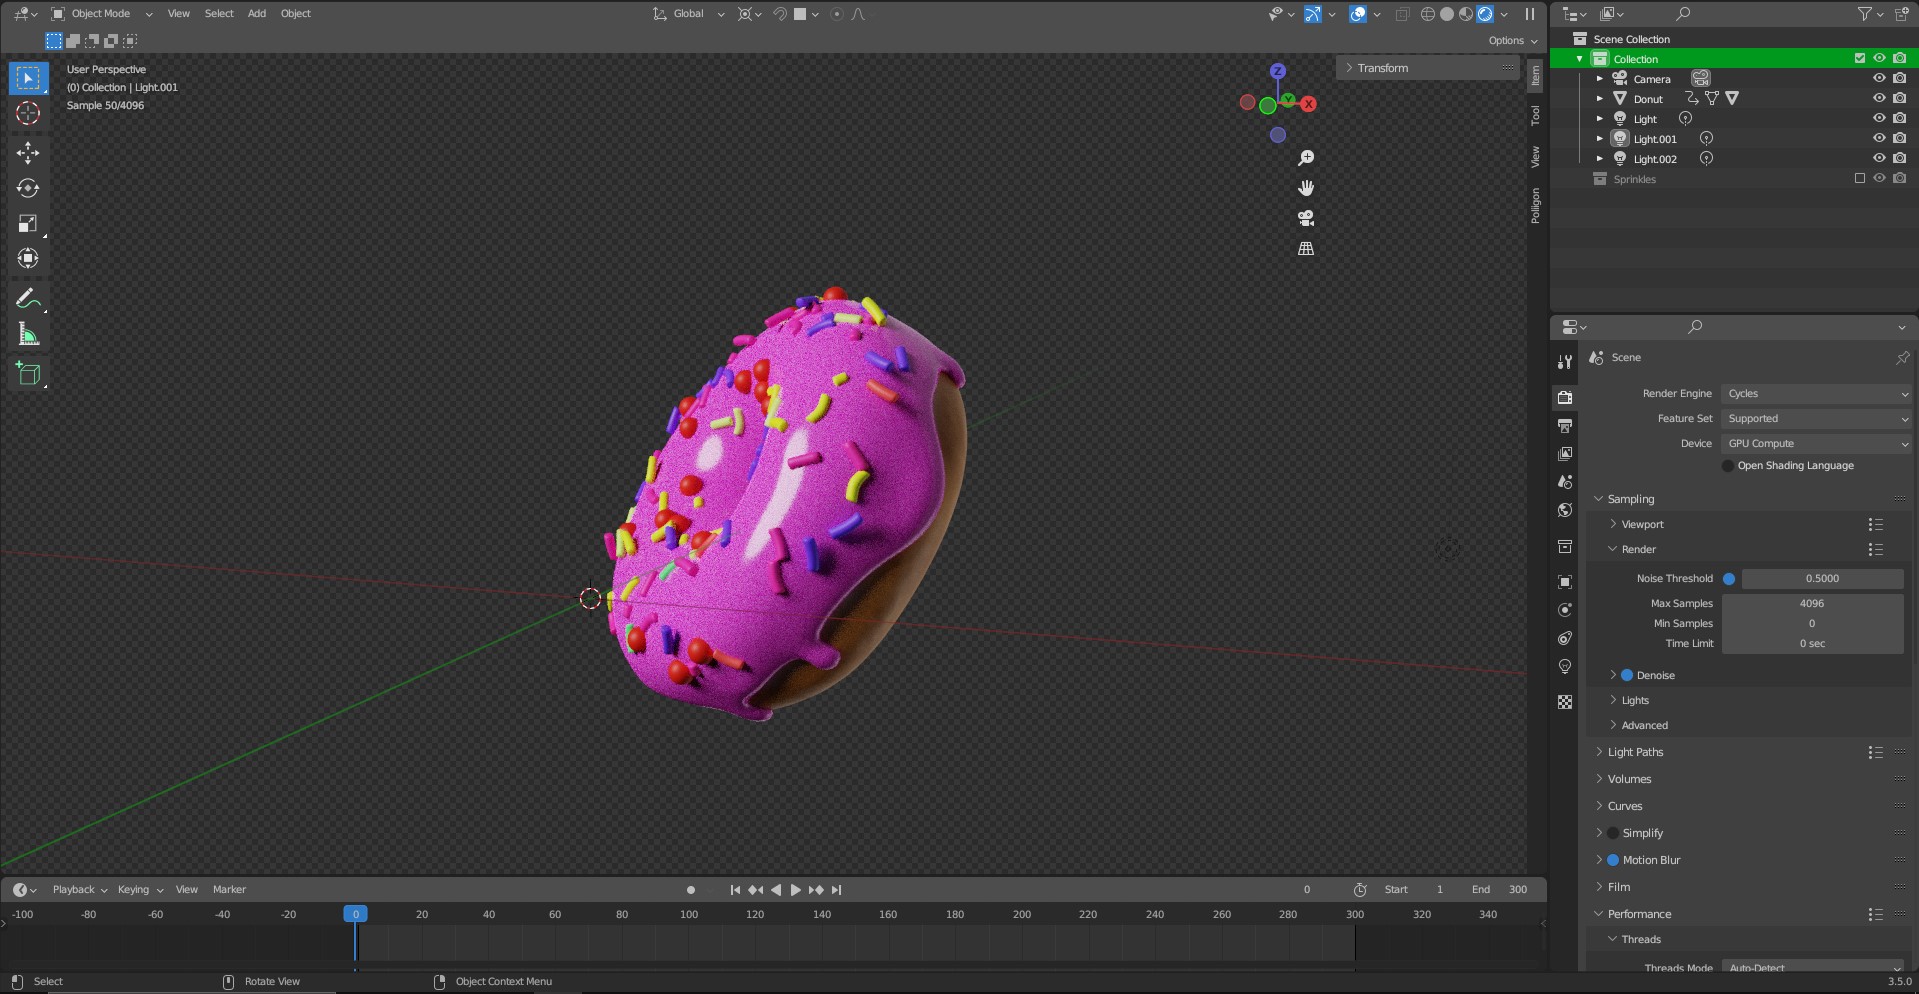 Object Mode View Select Add Object Global
Options
User Perspective
(0) Collection | Light.001
Sample 50/4096
Transform
Z
Y
X
Item
Tool
View
Poliigon
Scene Collection
Collection
Camera
Donut
Light
Light.001
Light.002
Sprinkles
Scene
Render Engine Cycles
Feature Set Supported
Device GPU Compute
Open Shading Language
Sampling
Viewport
Render
Noise Threshold 0.5000
Max Samples 4096
Min Samples 0
Time Limit 0 sec
Denoise
Lights
Advanced
Light Paths
Volumes
Curves
Simplify
Motion Blur
Film
Performance
Threads
Threads Mode Auto-Detect
Playback Keying View Marker 0 Start 1 End 300
-100 -80 -60 -40 -20 0 20 40 60 80 100 120 140 160 180 200 220 240 260 280 300 320 340
Select Rotate View Object Context Menu 3.5.0